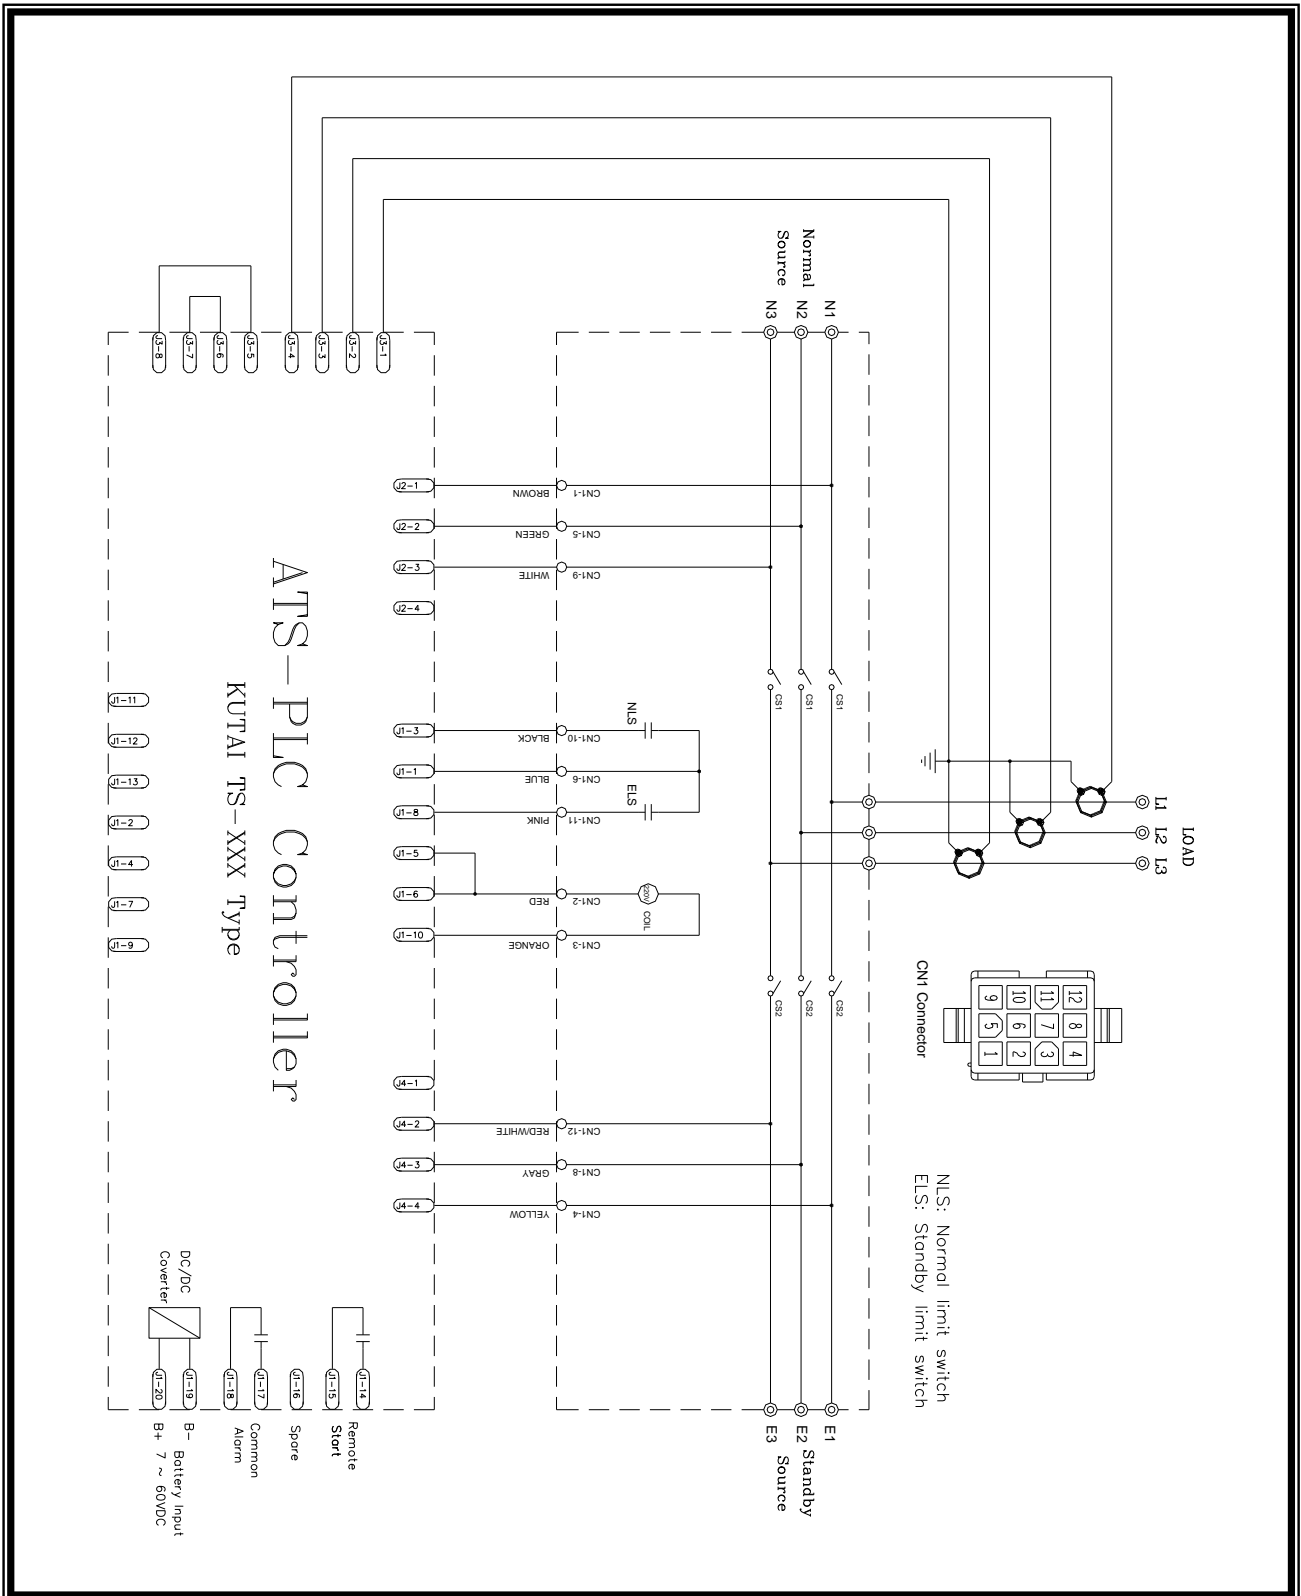 LOAD
L1
L2
L3
CN1 Connector
12
11
10
9
8
7
6
5
4
3
2
1
NLS: Normal limit switch
ELS: Standby limit switch
Normal
Source
N1
N2
N3
CS1
CS1
CS1
CS2
CS2
CS2
E1
E2
E3
Standby
Source
CN1-1
BROWN
CN1-5
GREEN
CN1-9
WHITE
NLS
CN1-10
BLACK
CN1-6
BLUE
ELS
CN1-11
PINK
220V
COIL
CN1-2
RED
CN1-3
ORANGE
CN1-12
RED/WHITE
CN1-8
GRAY
CN1-4
YELLOW
J3-1
J3-2
J3-3
J3-4
J3-5
J3-6
J3-7
J3-8
J2-1
J2-2
J2-3
J2-4
J1-3
J1-1
J1-8
J1-5
J1-6
J1-10
J4-1
J4-2
J4-3
J4-4
ATS-PLC Controller
KUTAI TS-XXX Type
J1-11
J1-12
J1-13
J1-2
J1-4
J1-7
J1-9
J1-14
J1-15
Remote
Start
J1-16
Spare
J1-17
J1-18
Common
Alarm
DC/DC
Coverter
J1-19
J1-20
B- Battery Input
B+ 7 ~ 60VDC